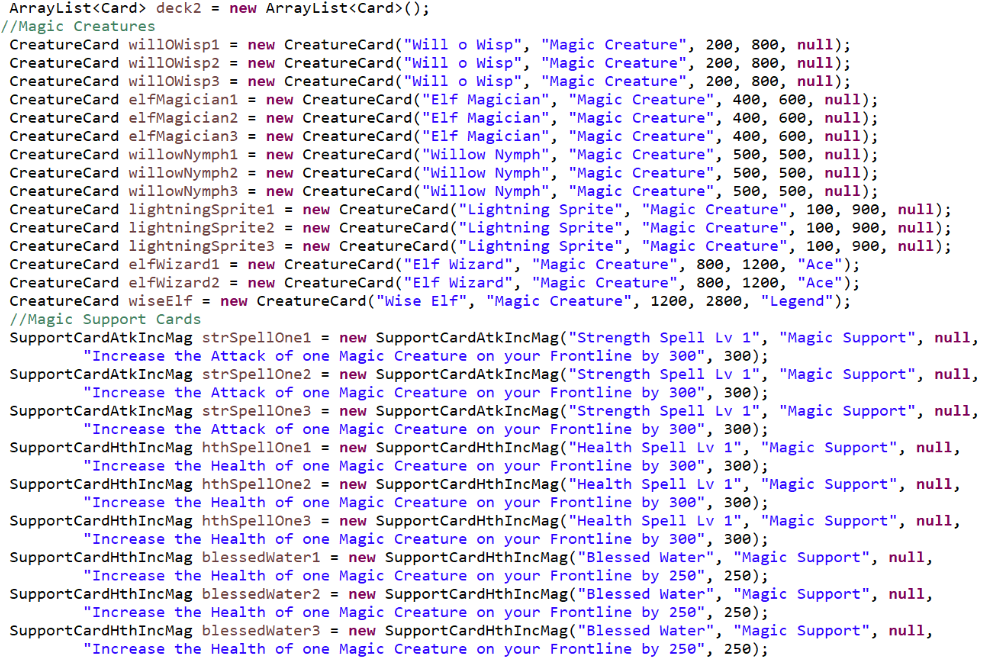 ArrayList<Card> deck2 = new ArrayList<Card>();
//Magic Creatures
CreatureCard willOWisp1 = new CreatureCard("Will o Wisp", "Magic Creature", 200, 800, null);
CreatureCard willOWisp2 = new CreatureCard("Will o Wisp", "Magic Creature", 200, 800, null);
CreatureCard willOWisp3 = new CreatureCard("Will o Wisp", "Magic Creature", 200, 800, null);
CreatureCard elfMagician1 = new CreatureCard("Elf Magician", "Magic Creature", 400, 600, null);
CreatureCard elfMagician2 = new CreatureCard("Elf Magician", "Magic Creature", 400, 600, null);
CreatureCard elfMagician3 = new CreatureCard("Elf Magician", "Magic Creature", 400, 600, null);
CreatureCard willowNymph1 = new CreatureCard("Willow Nymph", "Magic Creature", 500, 500, null);
CreatureCard willowNymph2 = new CreatureCard("Willow Nymph", "Magic Creature", 500, 500, null);
CreatureCard willowNymph3 = new CreatureCard("Willow Nymph", "Magic Creature", 500, 500, null);
CreatureCard lightningSprite1 = new CreatureCard("Lightning Sprite", "Magic Creature", 100, 900, null);
CreatureCard lightningSprite2 = new CreatureCard("Lightning Sprite", "Magic Creature", 100, 900, null);
CreatureCard lightningSprite3 = new CreatureCard("Lightning Sprite", "Magic Creature", 100, 900, null);
CreatureCard elfWizard1 = new CreatureCard("Elf Wizard", "Magic Creature", 800, 1200, "Ace");
CreatureCard elfWizard2 = new CreatureCard("Elf Wizard", "Magic Creature", 800, 1200, "Ace");
CreatureCard wiseElf = new CreatureCard("Wise Elf", "Magic Creature", 1200, 2800, "Legend");
//Magic Support Cards
SupportCardAtkIncMag strSpellOne1 = new SupportCardAtkIncMag("Strength Spell Lv 1", "Magic Support", null,
"Increase the Attack of one Magic Creature on your Frontline by 300", 300);
SupportCardAtkIncMag strSpellOne2 = new SupportCardAtkIncMag("Strength Spell Lv 1", "Magic Support", null,
"Increase the Attack of one Magic Creature on your Frontline by 300", 300);
SupportCardAtkIncMag strSpellOne3 = new SupportCardAtkIncMag("Strength Spell Lv 1", "Magic Support", null,
"Increase the Attack of one Magic Creature on your Frontline by 300", 300);
SupportCardHthIncMag hthSpellOne1 = new SupportCardHthIncMag("Health Spell Lv 1", "Magic Support", null,
"Increase the Health of one Magic Creature on your Frontline by 300", 300);
SupportCardHthIncMag hthSpellOne2 = new SupportCardHthIncMag("Health Spell Lv 1", "Magic Support", null,
"Increase the Health of one Magic Creature on your Frontline by 300", 300);
SupportCardHthIncMag hthSpellOne3 = new SupportCardHthIncMag("Health Spell Lv 1", "Magic Support", null,
"Increase the Health of one Magic Creature on your Frontline by 300", 300);
SupportCardHthIncMag blessedWater1 = new SupportCardHthIncMag("Blessed Water", "Magic Support", null,
"Increase the Health of one Magic Creature on your Frontline by 250", 250);
SupportCardHthIncMag blessedWater2 = new SupportCardHthIncMag("Blessed Water", "Magic Support", null,
"Increase the Health of one Magic Creature on your Frontline by 250", 250);
SupportCardHthIncMag blessedWater3 = new SupportCardHthIncMag("Blessed Water", "Magic Support", null,
"Increase the Health of one Magic Creature on your Frontline by 250", 250);